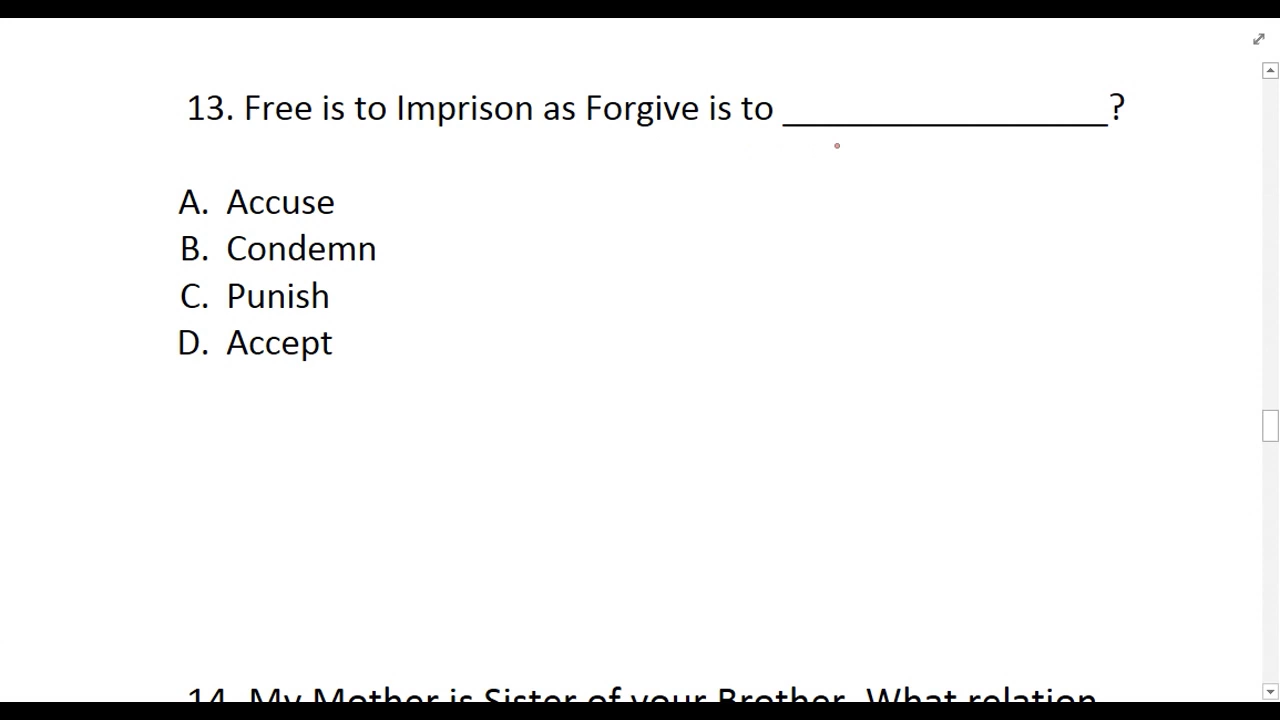 13. Free is to Imprison as Forgive is to __________________?
A. Accuse
B. Condemn
C. Punish
D. Accept
14. My Mother is Sister of your Brother. What relation